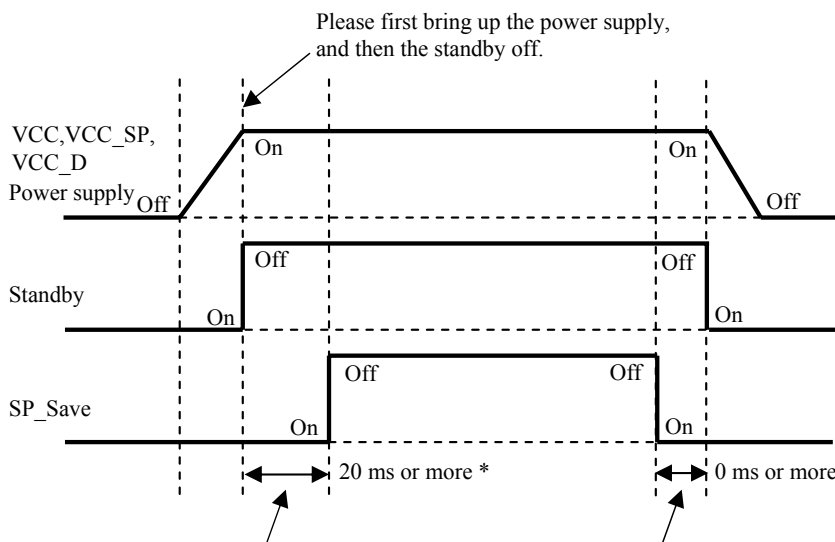 Please first bring up the power supply,
and then the standby off.
VCC,VCC_SP,
VCC_D
Power supply
Off
On
On
Off
Standby
On
Off
Off
On
SP_Save
On
Off
Off
On
20 ms or more *
0 ms or more